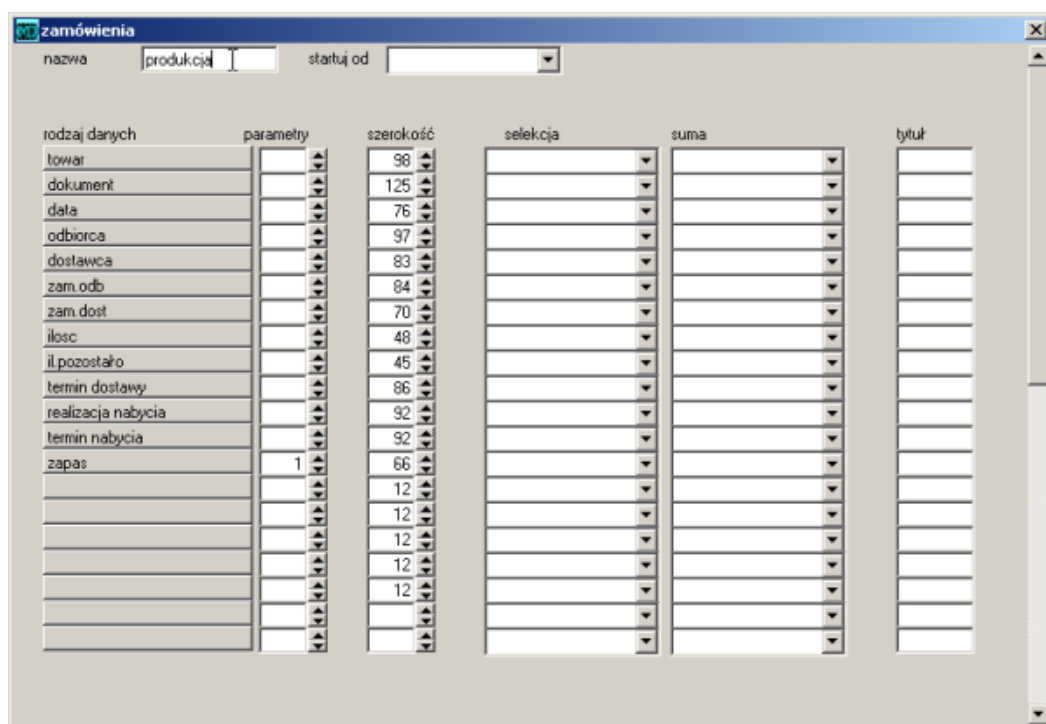 zamówienia
nazwa produkcja startuj od
rodzaj danych parametry szerokość selekcja suma tytuł
towar 98
dokument 125
data 76
odbiorca 97
dostawca 83
zam.odb 84
zam.dost 70
ilosc 48
il.pozostało 45
termin dostawy 86
realizacja nabycia 92
termin nabycia 92
zapas 1 66
12
12
12
12
12